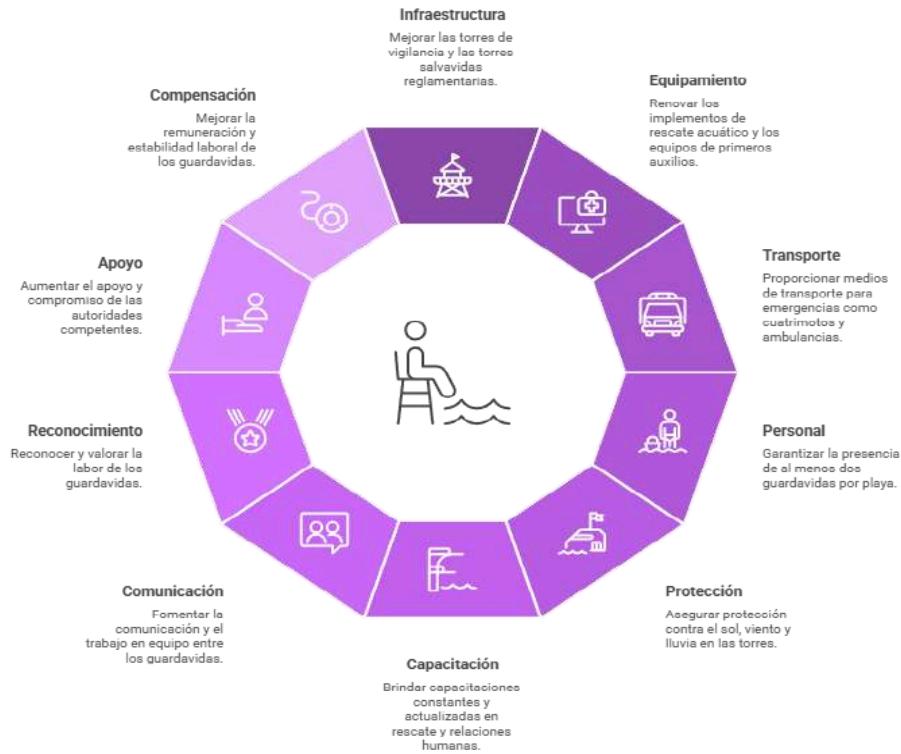 Infraestructura
Mejorar las torres de
vigilancia y las torres
salvavidas
reglamentarias.
Equipamiento
Renovar los
implementos de
rescate acuático y los
equipos de primeros
auxilios.
Transporte
Proporcionar medios
de transporte para
emergencias como
cuatrimotos y
ambulancias.
Personal
Garantizar la presencia
de al menos dos
guardavidas por playa.
Protección
Asegurar protección
contra el sol, viento y
lluvia en las torres.
Capacitación
Brindar capacitaciones
constantes y
actualizadas en
rescate y relaciones
humanas.
Comunicación
Fomentar la
comunicación y el
trabajo en equipo entre
los guardavidas.
Reconocimiento
Reconocer y valorar la
labor de los
guardavidas.
Apoyo
Aumentar el apoyo y
compromiso de las
autoridades
competentes.
Compensación
Mejorar la
remuneración y
estabilidad laboral de
los guardavidas.